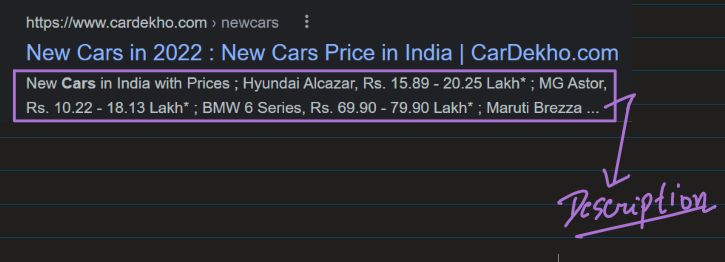 https://www.cardekho.com › newcars
New Cars in 2022 : New Cars Price in India | CarDekho.com
New Cars in India with Prices ; Hyundai Alcazar, Rs. 15.89 - 20.25 Lakh* ; MG Astor,
Rs. 10.22 - 18.13 Lakh* ; BMW 6 Series, Rs. 69.90 - 79.90 Lakh* ; Maruti Brezza ...
Description